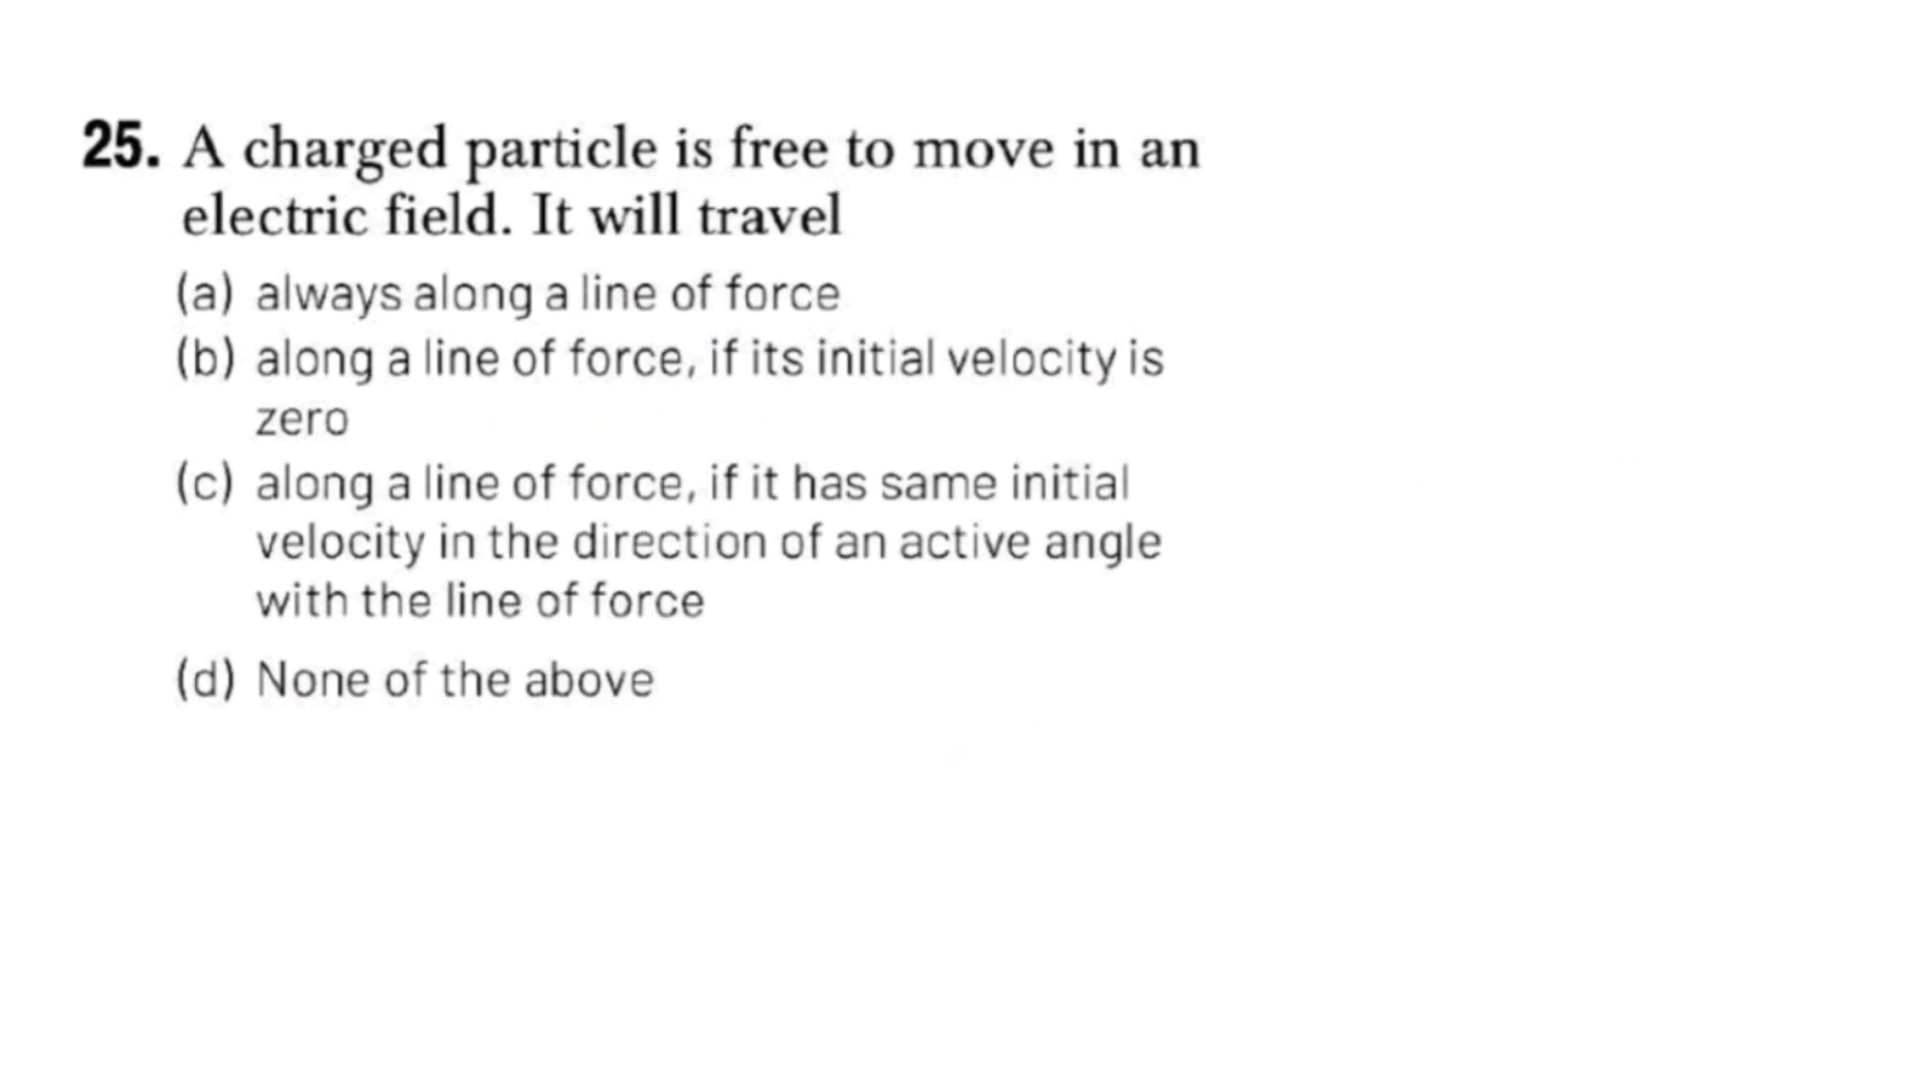 25. A charged particle is free to move in an
electric field. It will travel
(a) always along a line of force
(b) along a line of force, if its initial velocity is
zero
(c) along a line of force, if it has same initial
velocity in the direction of an active angle
with the line of force
(d) None of the above